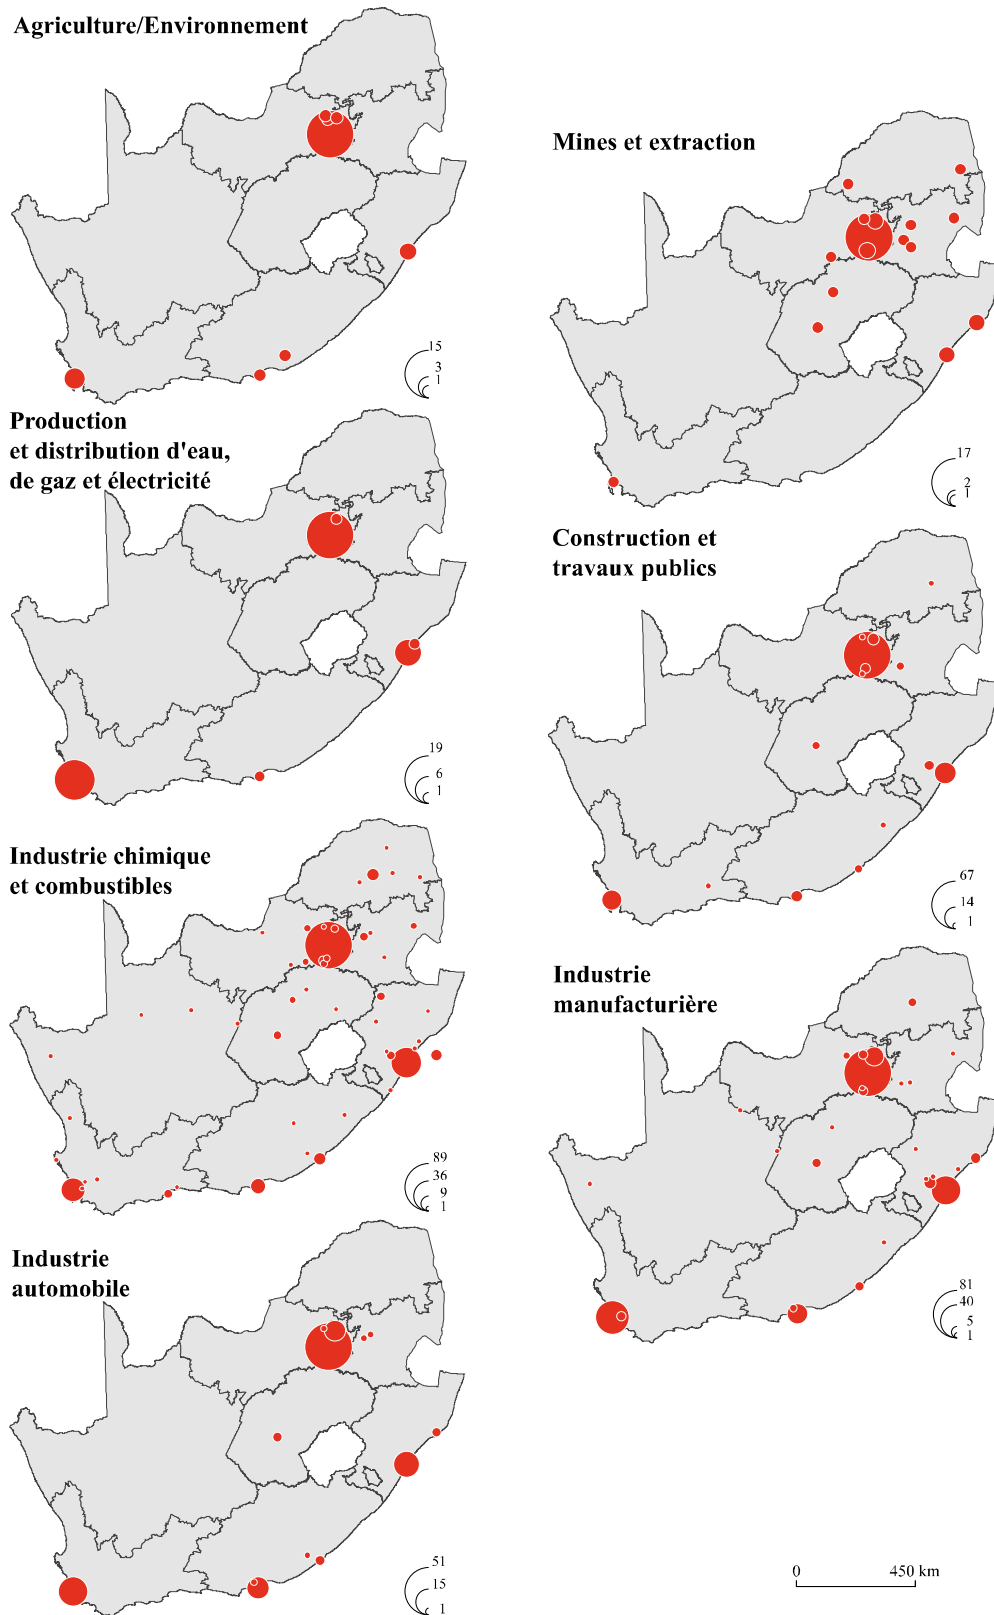 Agriculture/Environnement
15
3
1
Mines et extraction
17
2
1
Production
et distribution d'eau,
de gaz et électricité
19
6
1
Construction et
travaux publics
67
14
1
Industrie chimique
et combustibles
89
36
9
1
Industrie
manufacturière
81
40
5
1
Industrie
automobile
51
15
1
0 450 km